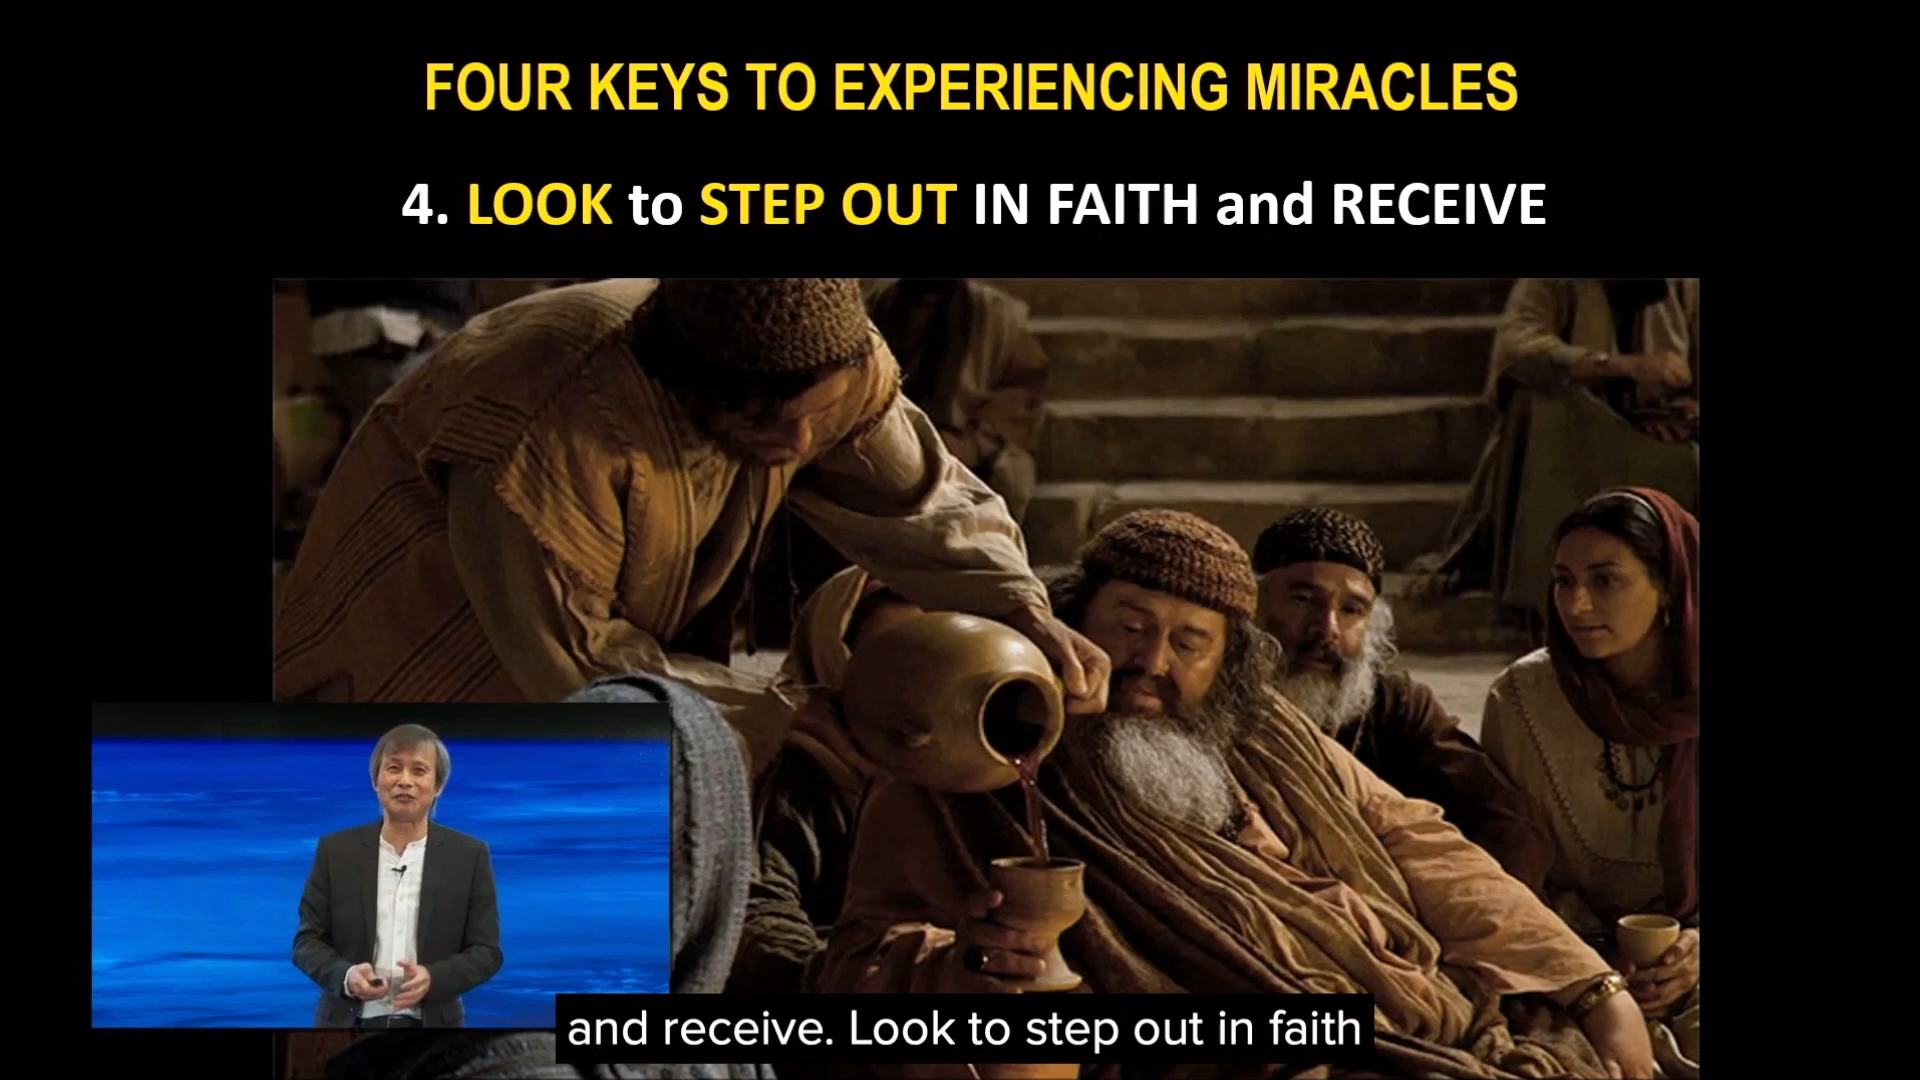 FOUR KEYS TO EXPERIENCING MIRACLES
4. LOOK to STEP OUT IN FAITH and RECEIVE
and receive. Look to step out in faith